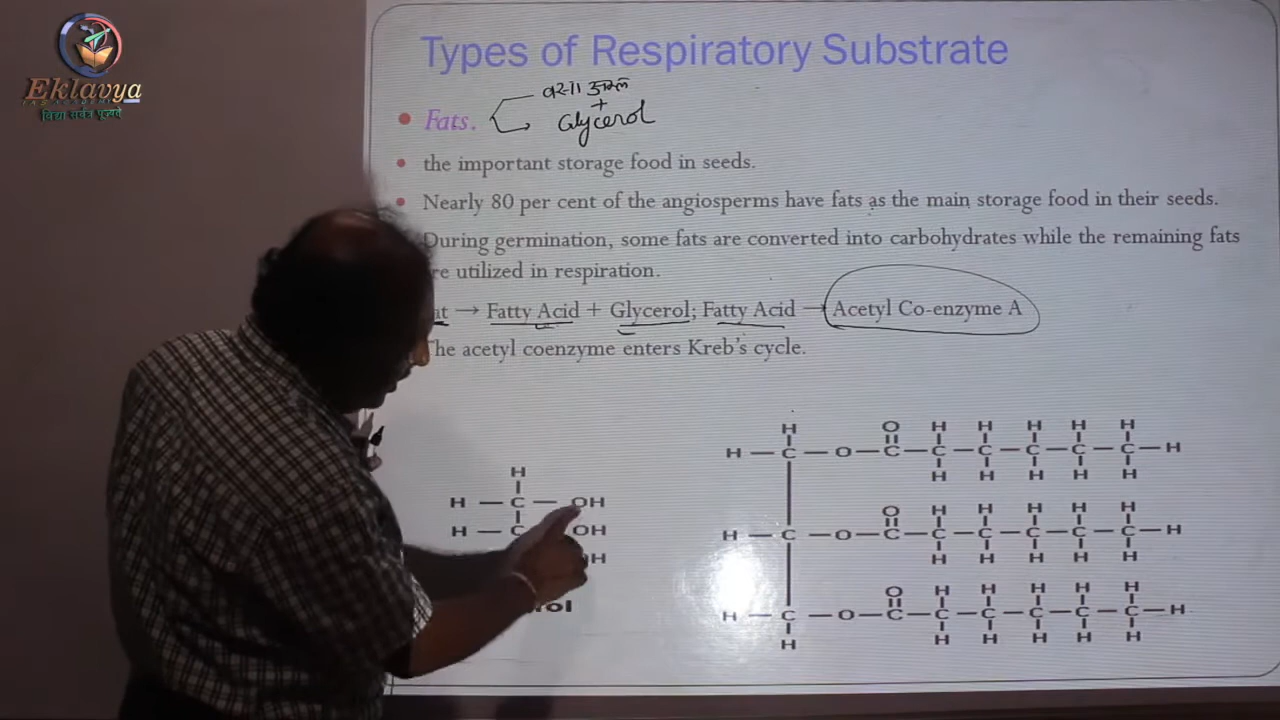 Eklavya
विद्या सर्वत्र पूज्यते
Types of Respiratory Substrate
वसा अम्ल
+
Fats.
Glycerol
the important storage food in seeds.
Nearly 80 per cent of the angiosperms have fats as the main storage food in their seeds.
During germination, some fats are converted into carbohydrates while the remaining fats
re utilized in respiration.
at → Fatty Acid + Glycerol; Fatty Acid → Acetyl Co-enzyme A
The acetyl coenzyme enters Kreb's cycle.
H
H — C — OH
H — C OH
H
rol
H O H H H H H
H — C — O — C — C — C — C — C — C — H
H H H H H
O H H H H H
H — C — O — C — C — C — C — C — C — H
H H H H H
O H H H H H
H — C — O — C — C — C — C — C — C — H
H H H H H H